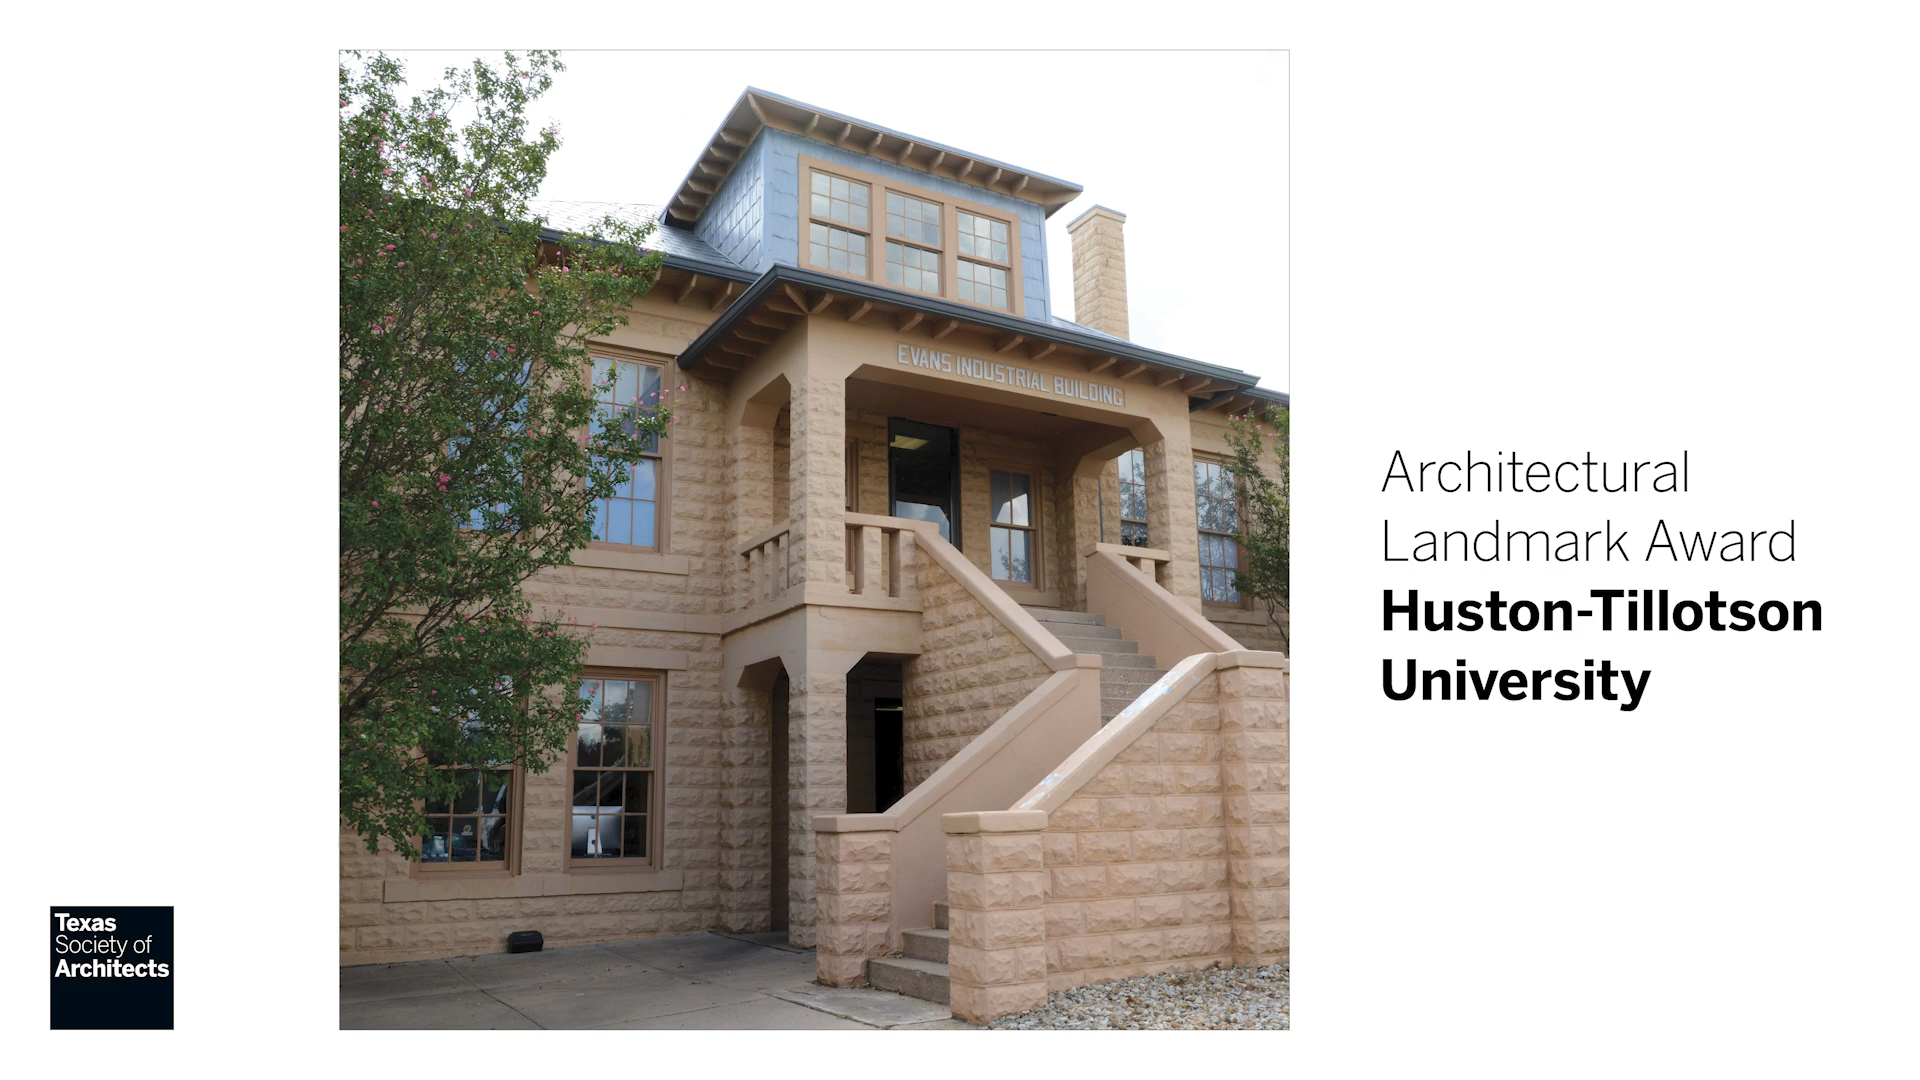 EVANS INDUSTRIAL BUILDING
Architectural
Landmark Award
Huston-Tillotson
University
Texas
Society of
Architects